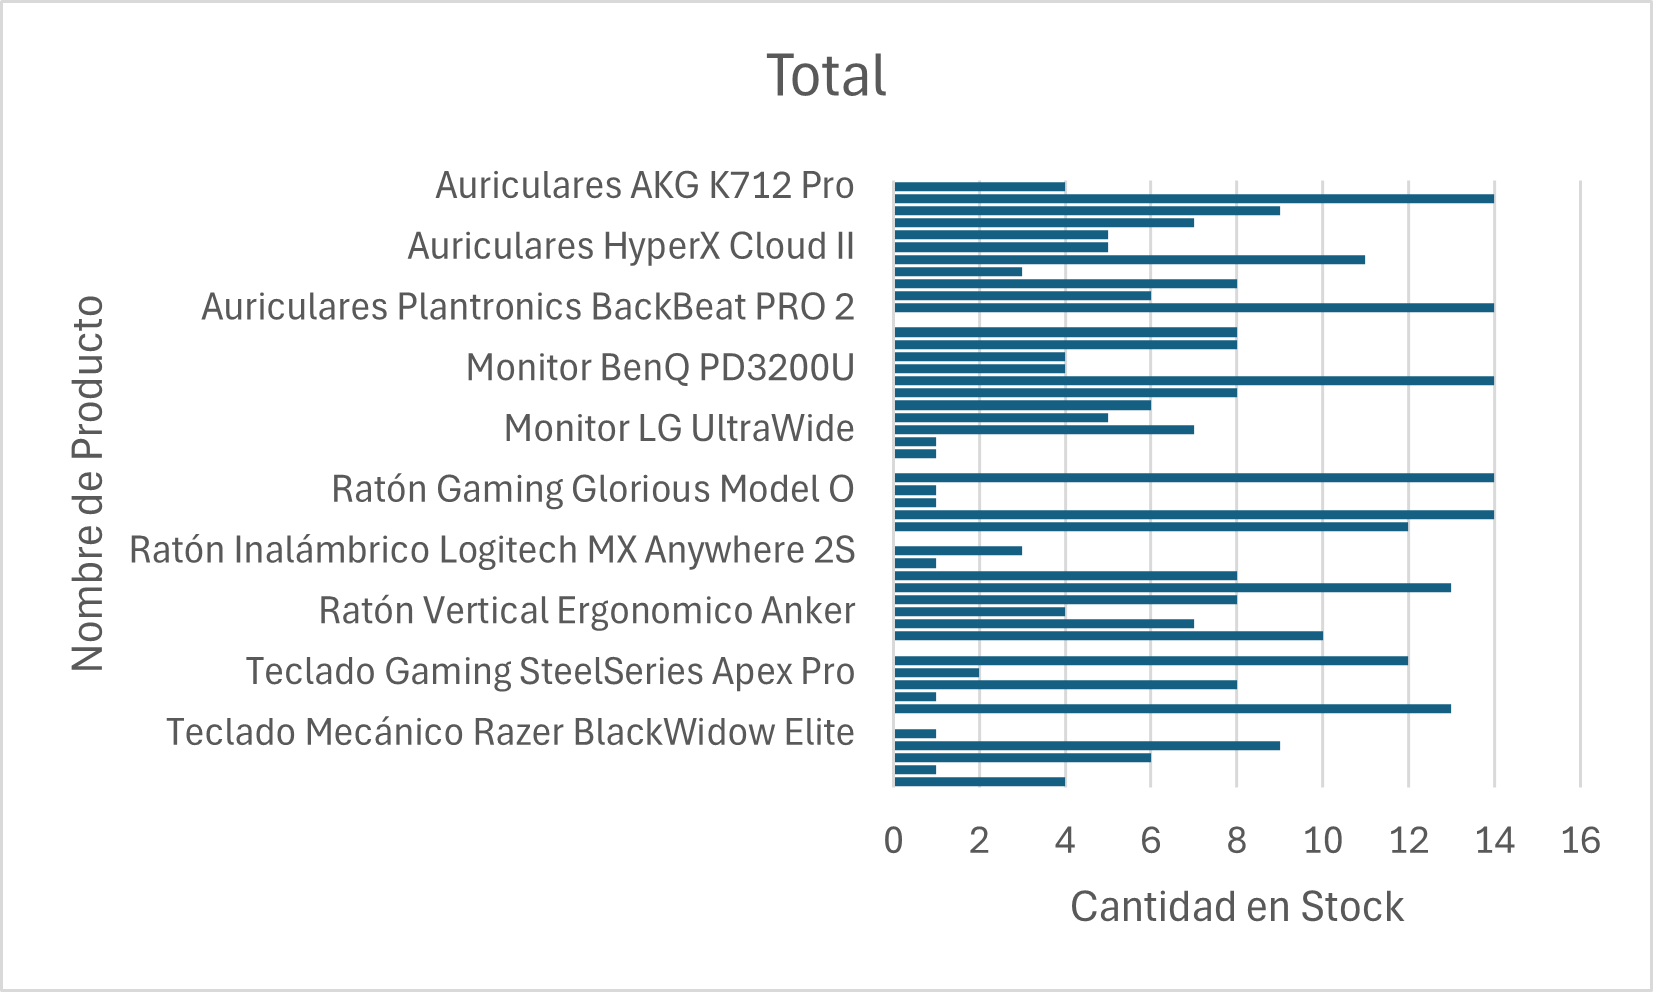 Total
Nombre de Producto
Auriculares AKG K712 Pro
Auriculares HyperX Cloud II
Auriculares Plantronics BackBeat PRO 2
Monitor BenQ PD3200U
Monitor LG UltraWide
Ratón Gaming Glorious Model O
Ratón Inalámbrico Logitech MX Anywhere 2S
Ratón Vertical Ergonomico Anker
Teclado Gaming SteelSeries Apex Pro
Teclado Mecánico Razer BlackWidow Elite
0 2 4 6 8 10 12 14 16
Cantidad en Stock